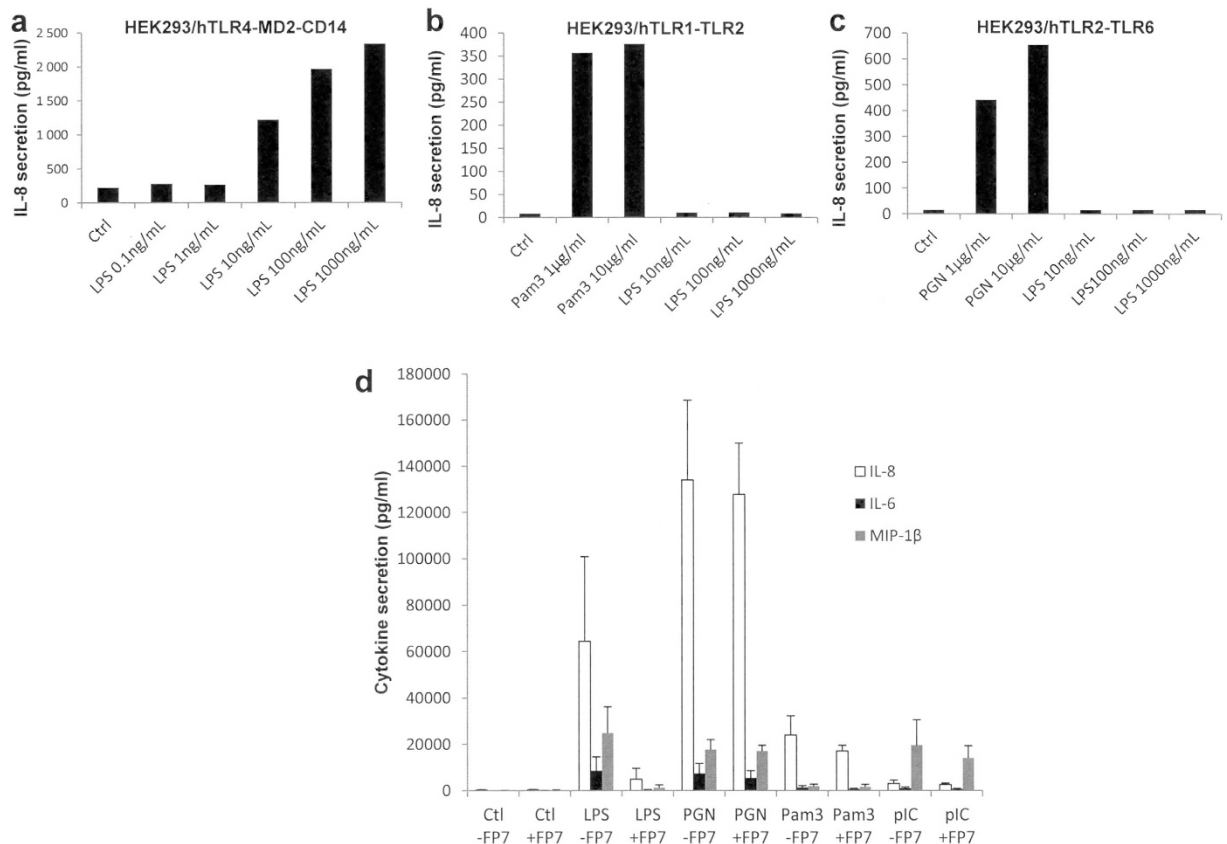 a
HEK293/hTLR4-MD2-CD14
IL-8 secretion (pg/ml)
2 500
2 000
1 500
1 000
500
0
Ctrl
LPS 0.1ng/mL
LPS 1ng/mL
LPS 10ng/mL
LPS 100ng/mL
LPS 1000ng/mL
b
HEK293/hTLR1-TLR2
IL-8 secretion (pg/ml)
400
350
300
250
200
150
100
50
0
Ctrl
Pam3 1µg/ml
Pam3 10µg/ml
LPS 10ng/mL
LPS 100ng/mL
LPS 1000ng/mL
c
HEK293/hTLR2-TLR6
IL-8 secretion (pg/ml)
700
600
500
400
300
200
100
0
Ctrl
PGN 1µg/mL
PGN 10µg/mL
LPS 10ng/mL
LPS100ng/mL
LPS 1000ng/mL
d
Cytokine secretion (pg/ml)
180000
160000
140000
120000
100000
80000
60000
40000
20000
0
IL-8
IL-6
MIP-1β
Ctl Ctl LPS LPS PGN PGN Pam3 Pam3 pIC pIC
-FP7 +FP7 -FP7 +FP7 -FP7 +FP7 -FP7 +FP7 -FP7 +FP7